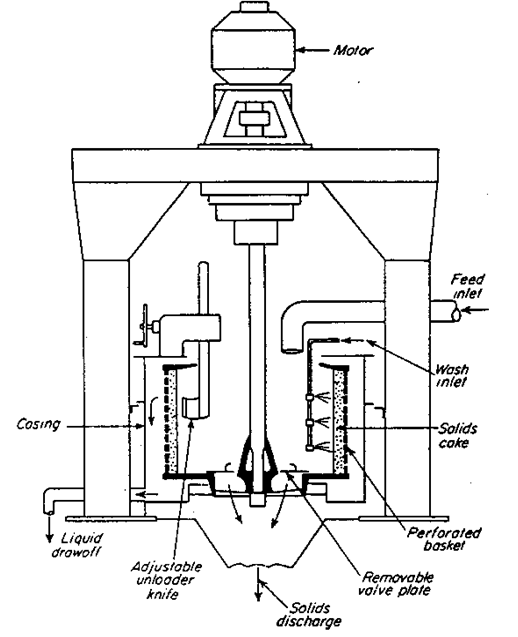 Motor
Feed
inlet
Wash
inlet
Casing
Solids
cake
Perforated
basket
Liquid
drawoff
Adjustable
unloader
knife
Removable
valve plate
Solids
discharge